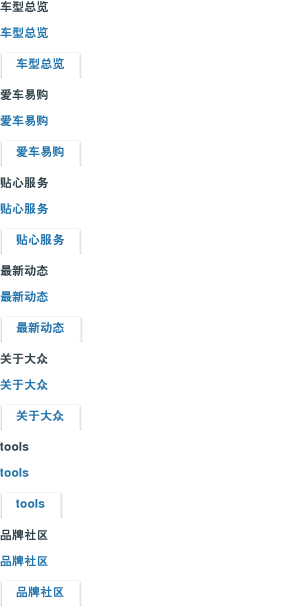 车型总览
车型总览
车型总览
爱车易购
爱车易购
爱车易购
贴心服务
贴心服务
贴心服务
最新动态
最新动态
最新动态
关于大众
关于大众
关于大众
tools
tools
tools
品牌社区
品牌社区
品牌社区